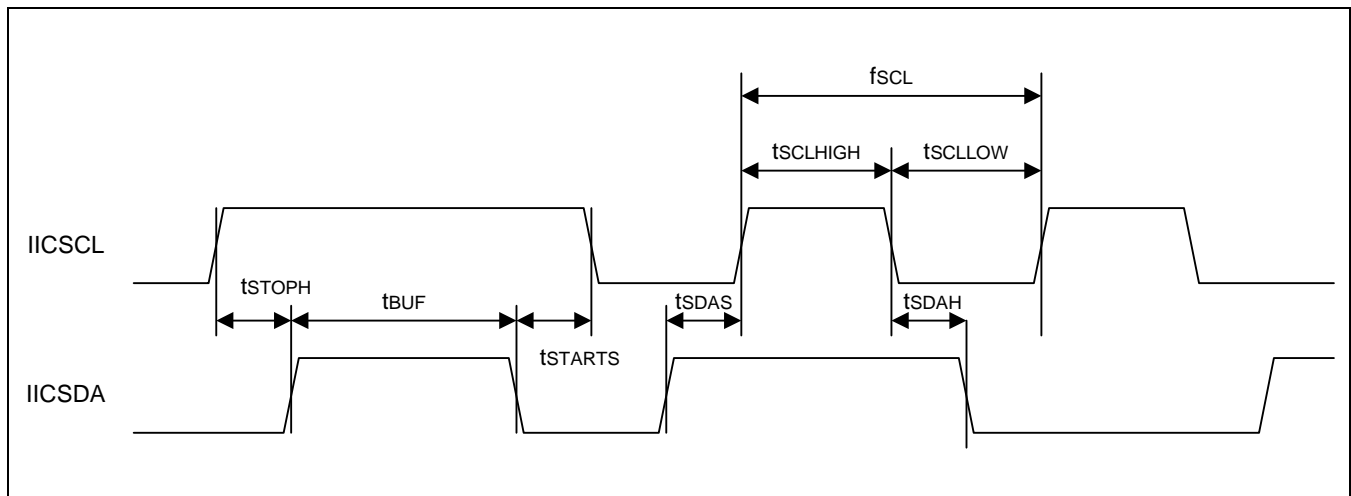 fSCL
tSCLHIGH
tSCLLOW
IICSCL
tSTOPH
tBUF
tSDAS
tSDAH
tSTARTS
IICSDA